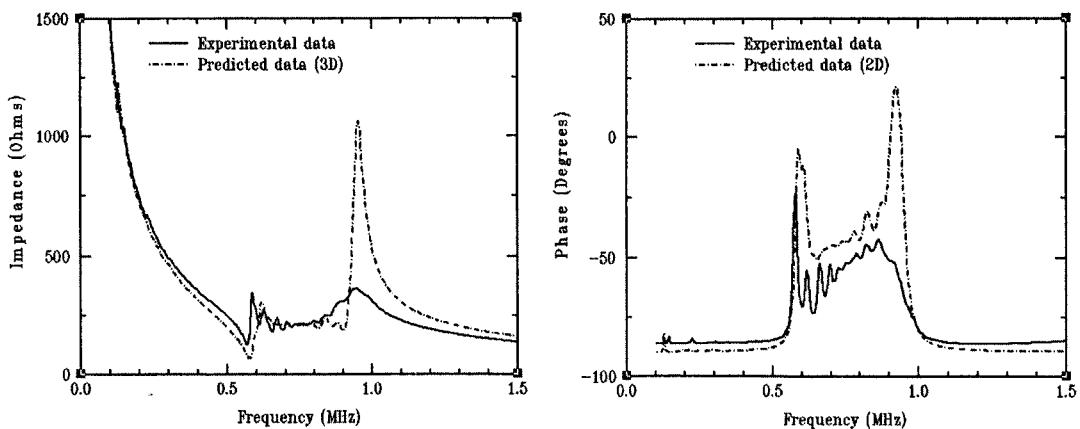 1500
1000
500
0
Impedance (Ohms)
Experimental data
Predicted data (3D)
0.0
0.5
1.0
1.5
Frequency (MHz)
50
0
−50
−100
Phase (Degrees)
Experimental data
Predicted data (2D)
0.0
0.5
1.0
1.5
Frequency (MHz)